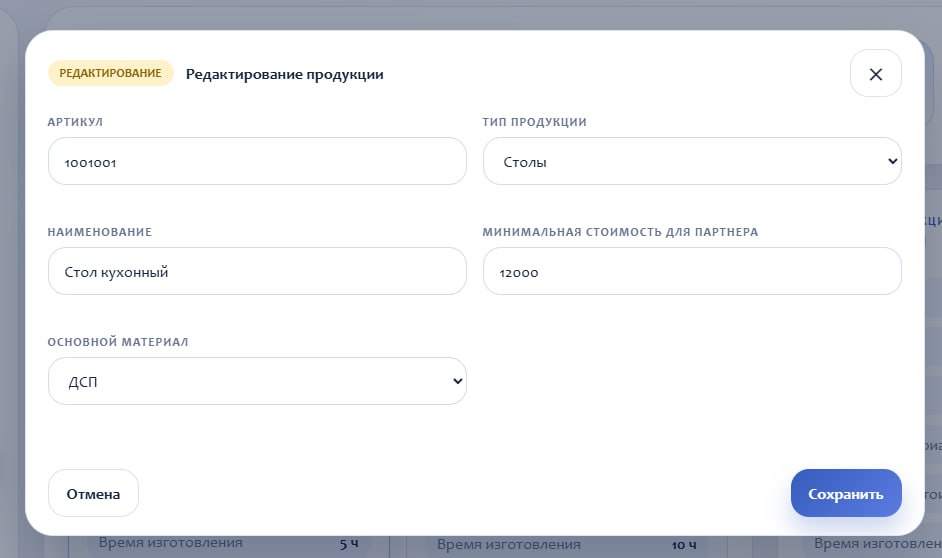 РЕДАКТИРОВАНИЕ Редактирование продукции
АРТИКУЛ ТИП ПРОДУКЦИИ
1001001 Столы
НАИМЕНОВАНИЕ МИНИМАЛЬНАЯ СТОИМОСТЬ ДЛЯ ПАРТНЕРА
Стол кухонный 12000
ОСНОВНОЙ МАТЕРИАЛ
ДСП
Отмена Сохранить
Время изготовления 5 ч Время изготовления 10 ч Время изготовлен